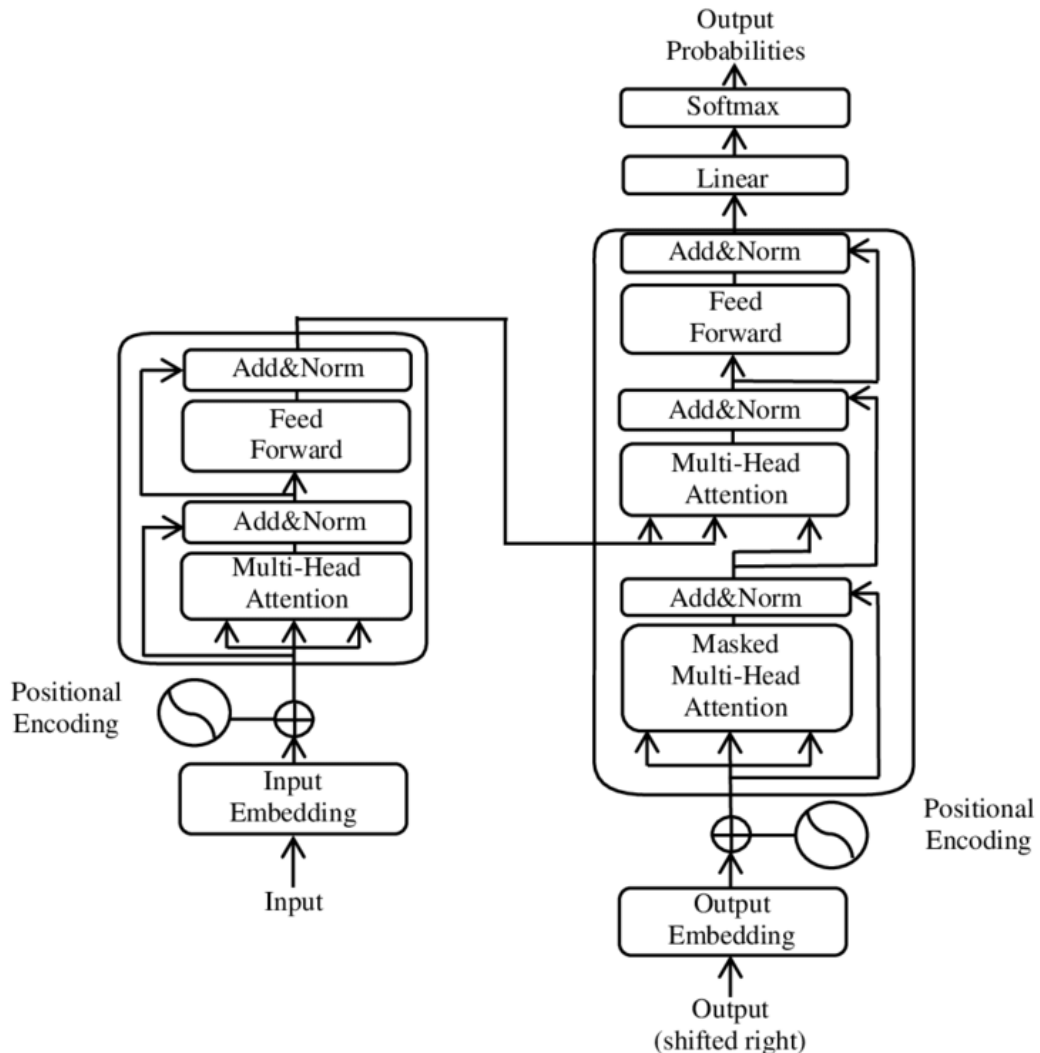 Output
Probabilities
Softmax
Linear
Add&Norm
Feed
Forward
Add&Norm
Multi-Head
Attention
Add&Norm
Masked
Multi-Head
Attention
Positional
Encoding
Output
Embedding
Output
(shifted right)
Add&Norm
Feed
Forward
Add&Norm
Multi-Head
Attention
Positional
Encoding
Input
Embedding
Input